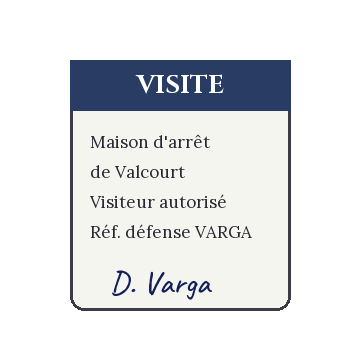 VISITE
Maison d'arrêt
de Valcourt
Visiteur autorisé
Réf. défense VARGA
D. Varga